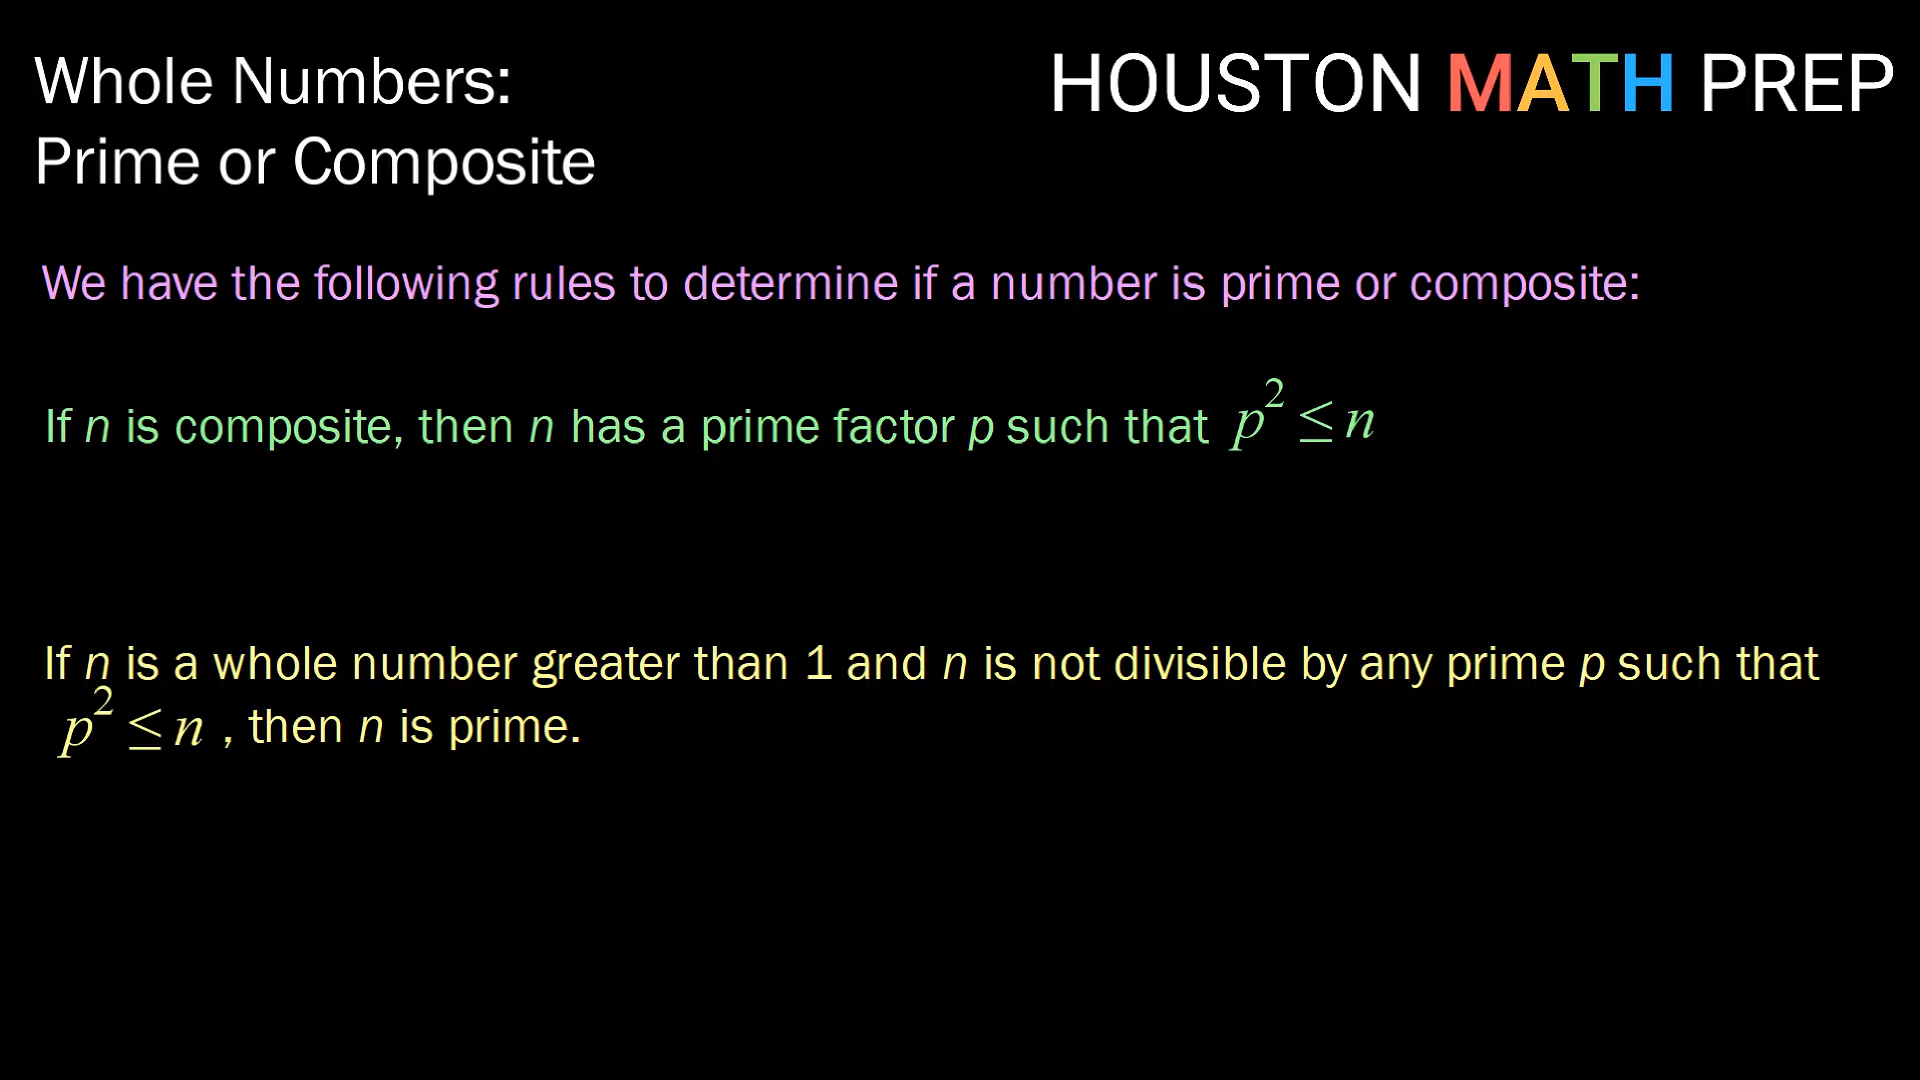 Whole Numbers:
Prime or Composite
HOUSTON MATH PREP
We have the following rules to determine if a number is prime or composite:
If n is composite, then n has a prime factor p such that p² ≤ n
If n is a whole number greater than 1 and n is not divisible by any prime p such that
p² ≤ n , then n is prime.